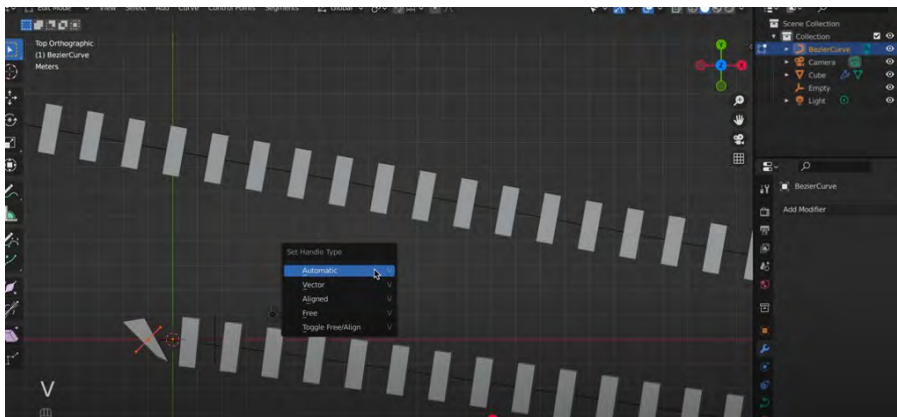 Edit Mode View Select Add Curve Control Points Segments Global
Top Orthographic
(1) BezierCurve
Meters
Scene Collection
Collection
BezierCurve
Camera
Cube
Empty
Light
BezierCurve
Add Modifier
Set Handle Type
Automatic V
Vector V
Aligned V
Free V
Toggle Free/Align V
Y
Z
X
V